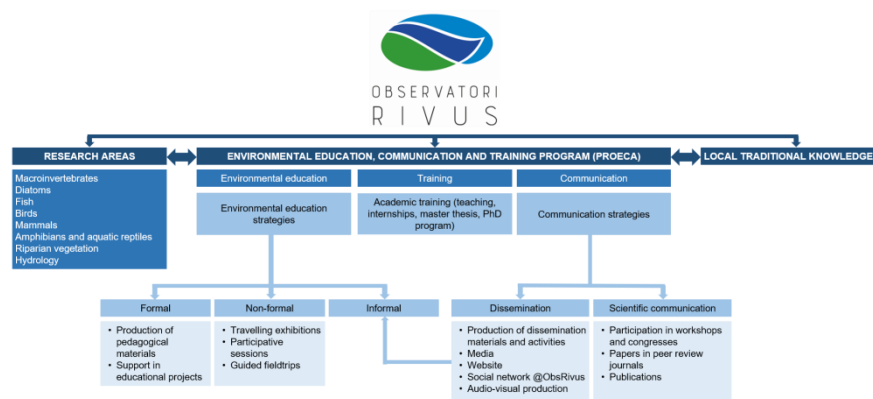 OBSERVATORI
RIVUS
RESEARCH AREAS
ENVIRONMENTAL EDUCATION, COMMUNICATION AND TRAINING PROGRAM (PROECA)
LOCAL TRADITIONAL KNOWLEDGE
Macroinvertebrates
Diatoms
Fish
Birds
Mammals
Amphibians and aquatic reptiles
Riparian vegetation
Hydrology
Environmental education
Training
Communication
Environmental education
strategies
Academic training (teaching,
internships, master thesis, PhD
program)
Communication strategies
Formal
Non-formal
Informal
Dissemination
Scientific communication
• Production of
pedagogical
materials
• Support in
educational projects
• Travelling exhibitions
• Participative
sessions
• Guided fieldtrips
• Production of dissemination
materials and activities
• Media
• Website
• Social network @ObsRivus
• Audio-visual production
• Participation in workshops
and congresses
• Papers in peer review
journals
• Publications